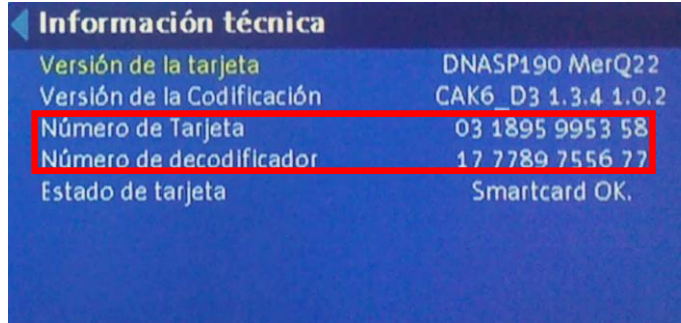 Información técnica
Versión de la tarjeta DNASP190 MerQ22
Versión de la Codificación CAK6_D3 1.3.4 1.0.2
Número de Tarjeta 03 1895 9953 58
Número de decodificador 17 7789 7556 77
Estado de tarjeta Smartcard OK.